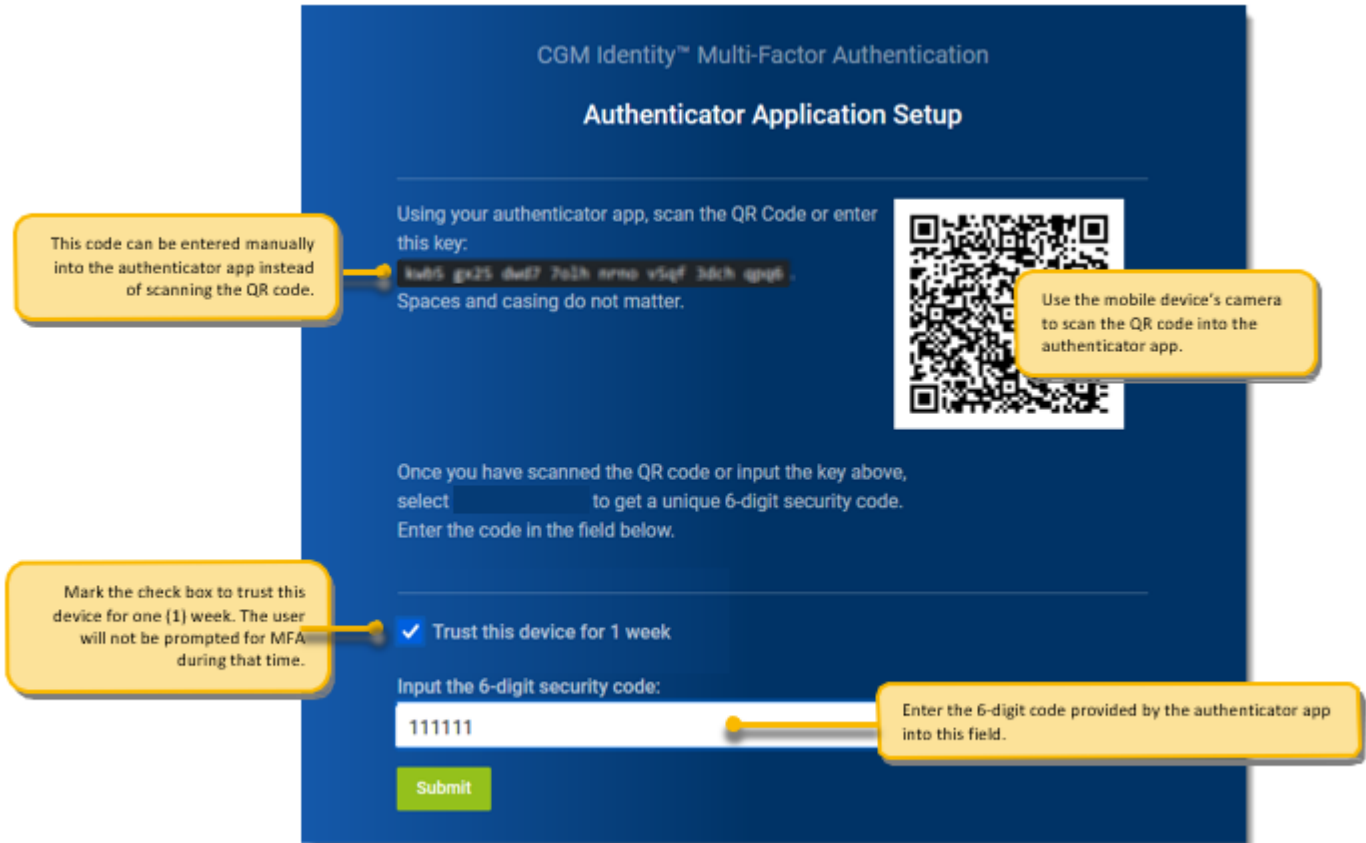 CGM Identity™ Multi-Factor Authentication
Authenticator Application Setup
Using your authenticator app, scan the QR Code or enter
this key:
Spaces and casing do not matter.
This code can be entered manually
into the authenticator app instead
of scanning the QR code.
Use the mobile device's camera
to scan the QR code into the
authenticator app.
Once you have scanned the QR code or input the key above,
select to get a unique 6-digit security code.
Enter the code in the field below.
Mark the check box to trust this
device for one (1) week. The user
will not be prompted for MFA
during that time.
Trust this device for 1 week
Input the 6-digit security code:
111111
Enter the 6-digit code provided by the authenticator app
into this field.
Submit